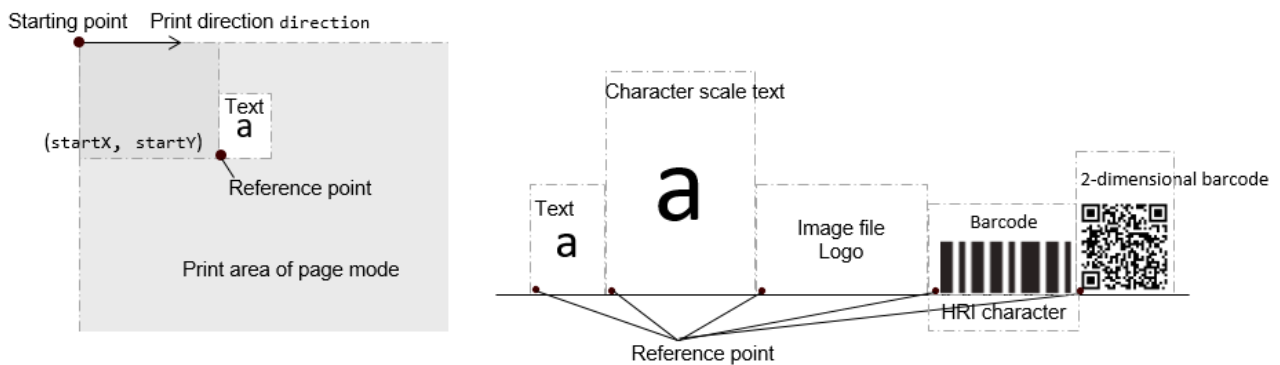 Starting point
Print direction direction
Text
a
(startX, startY)
Reference point
Print area of page mode
Character scale text
a
Text
a
Image file
Logo
Barcode
HRI character
2-dimensional barcode
Reference point